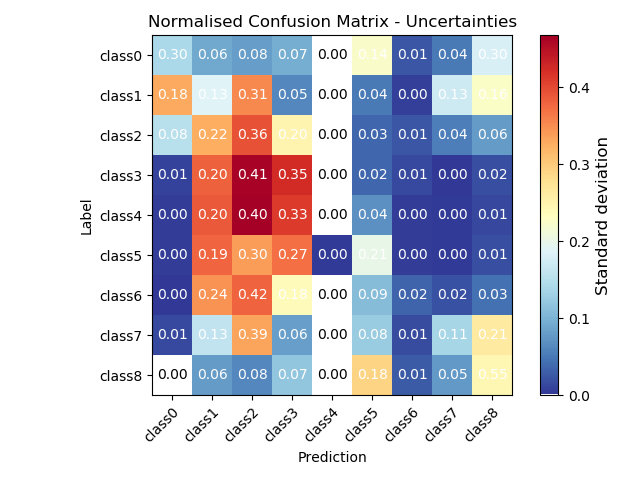 Normalised Confusion Matrix - Uncertainties
class0 0.30 0.06 0.08 0.07 0.00 0.14 0.01 0.04 0.30
class1 0.18 0.13 0.31 0.05 0.00 0.04 0.00 0.13 0.16
class2 0.08 0.22 0.36 0.20 0.00 0.03 0.01 0.04 0.06
class3 0.01 0.20 0.41 0.35 0.00 0.02 0.01 0.00 0.02
class4 0.00 0.20 0.40 0.33 0.00 0.04 0.00 0.00 0.01
class5 0.00 0.19 0.30 0.27 0.00 0.21 0.00 0.00 0.01
class6 0.00 0.24 0.42 0.18 0.00 0.09 0.02 0.02 0.03
class7 0.01 0.13 0.39 0.06 0.00 0.08 0.01 0.11 0.21
class8 0.00 0.06 0.08 0.07 0.00 0.18 0.01 0.05 0.55
class0 class1 class2 class3 class4 class5 class6 class7 class8
Prediction
Label
0.4
0.3
0.2
0.1
0.0
Standard deviation